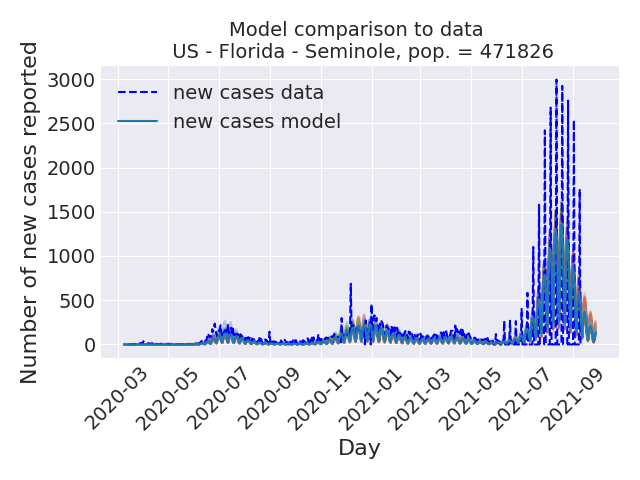 Model comparison to data
US - Florida - Seminole, pop. = 471826
Number of new cases reported
3000
2500
2000
1500
1000
500
0
new cases data
new cases model
2020-03
2020-05
2020-07
2020-09
2020-11
2021-01
2021-03
2021-05
2021-07
2021-09
Day